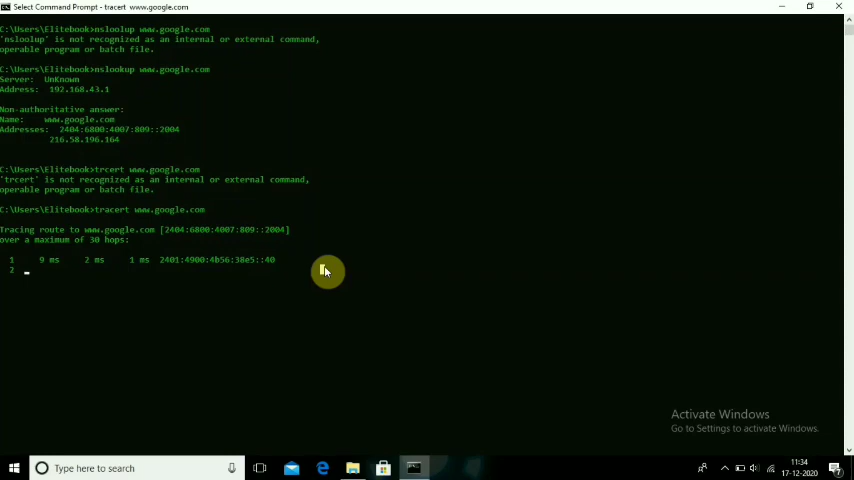 Select Command Prompt - tracert www.google.com
C:\Users\Elitebook>nsloolup www.google.com
'nsloolup' is not recognized as an internal or external command,
operable program or batch file.
C:\Users\Elitebook>nslookup www.google.com
Server: UnKnown
Address: 192.168.43.1
Non-authoritative answer:
Name: www.google.com
Addresses: 2404:6800:4007:809::2004
216.58.196.164
C:\Users\Elitebook>trcert www.google.com
'trcert' is not recognized as an internal or external command,
operable program or batch file.
C:\Users\Elitebook>tracert www.google.com
Tracing route to www.google.com [2404:6800:4007:809::2004]
over a maximum of 30 hops:
1 9 ms 2 ms 1 ms 2401:4900:4b56:38e5::40
2
Activate Windows
Go to Settings to activate Windows.
Type here to search
11:34
17-12-2020
7